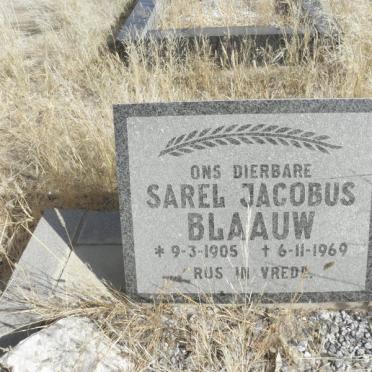 ONS DIERBARE
SAREL JACOBUS
BLAAUW
* 9-3-1905 † 6-11-1969
RUS IN VREDE